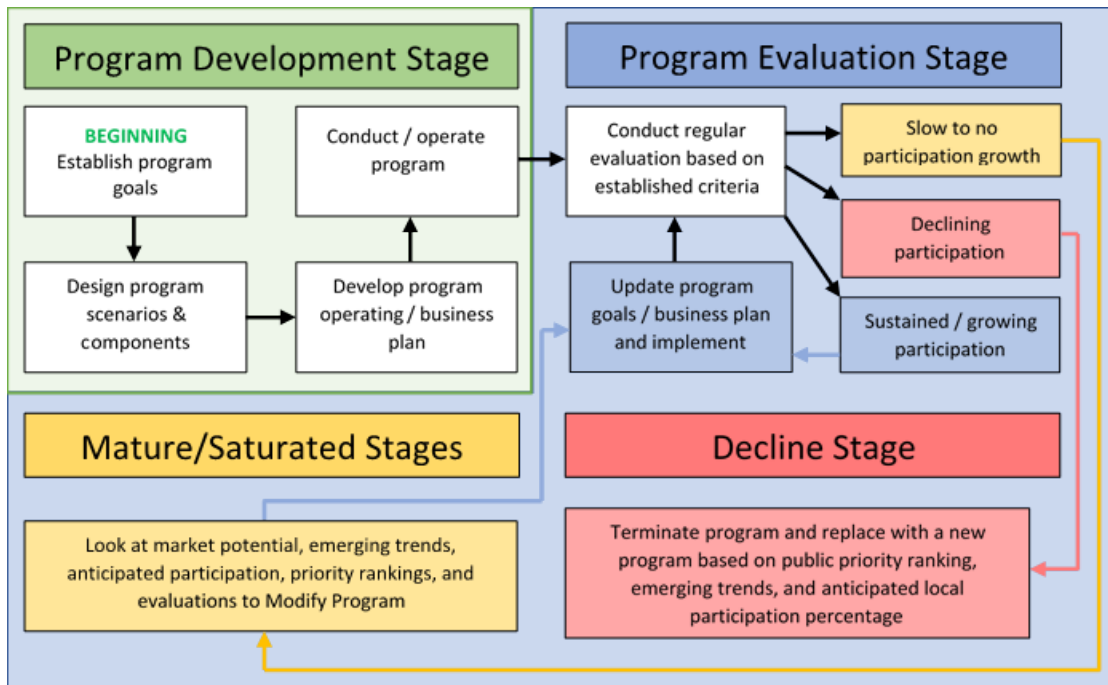 Program Development Stage
BEGINNING
Establish program
goals
Conduct / operate
program
Design program
scenarios &
components
Develop program
operating / business
plan
Program Evaluation Stage
Conduct regular
evaluation based on
established criteria
Slow to no
participation growth
Declining
participation
Update program
goals / business plan
and implement
Sustained / growing
participation
Mature/Saturated Stages
Look at market potential, emerging trends,
anticipated participation, priority rankings, and
evaluations to Modify Program
Decline Stage
Terminate program and replace with a new
program based on public priority ranking,
emerging trends, and anticipated local
participation percentage